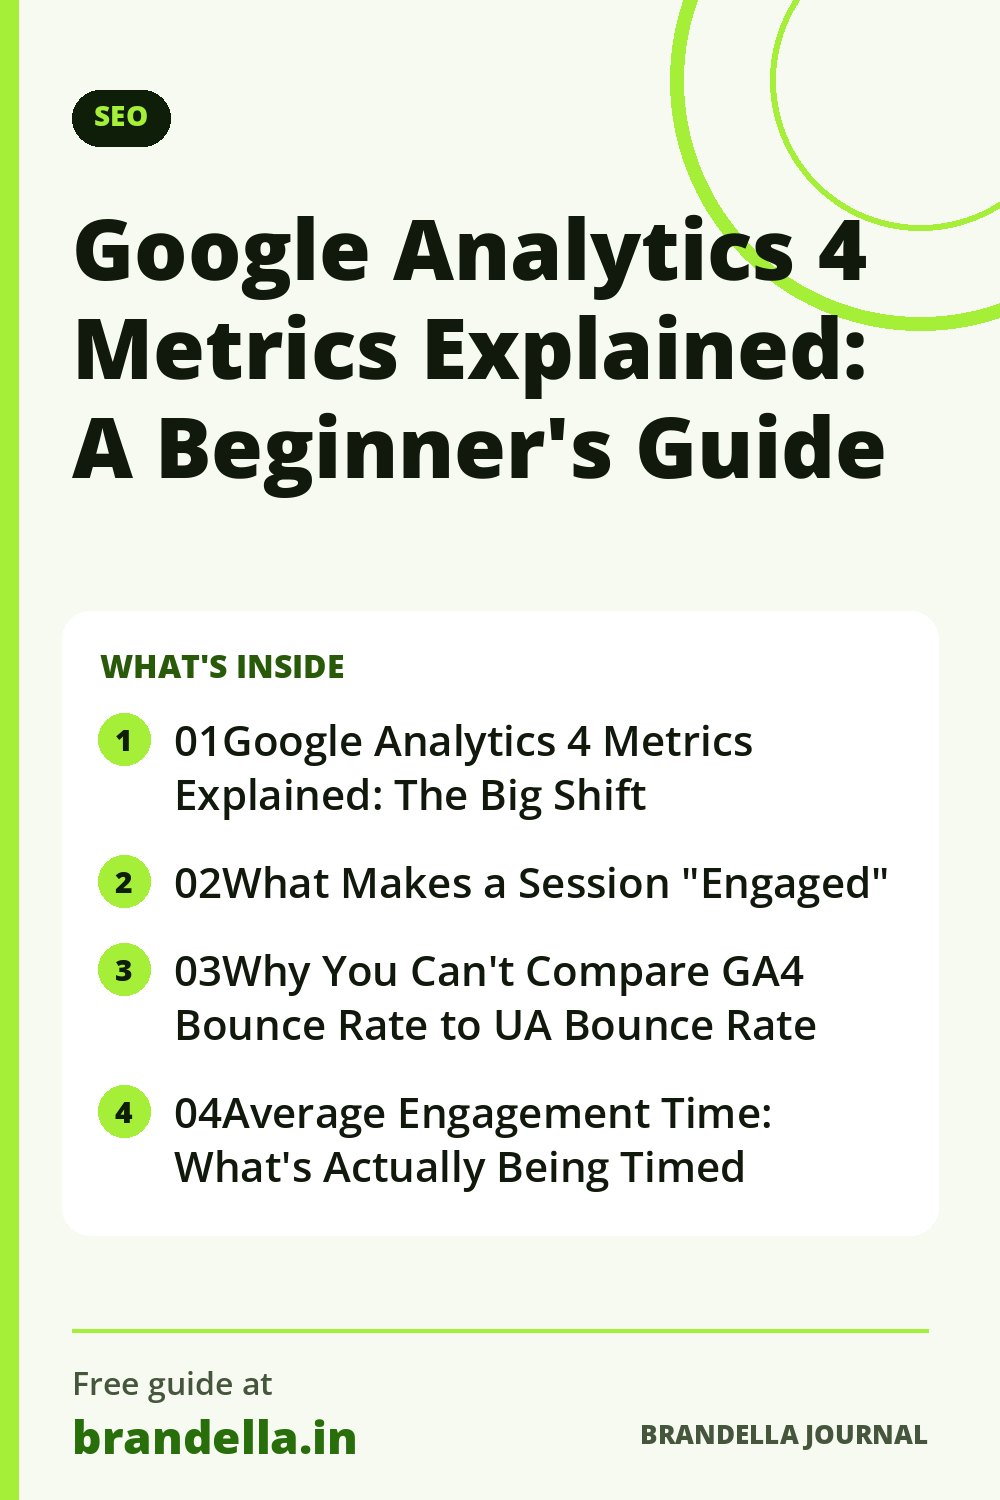 SEO
Google Analytics 4
Metrics Explained:
A Beginner's Guide
WHAT'S INSIDE
1 01Google Analytics 4 Metrics
Explained: The Big Shift
2 02What Makes a Session "Engaged"
3 03Why You Can't Compare GA4
Bounce Rate to UA Bounce Rate
4 04Average Engagement Time:
What's Actually Being Timed
Free guide at
brandella.in
BRANDELLA JOURNAL